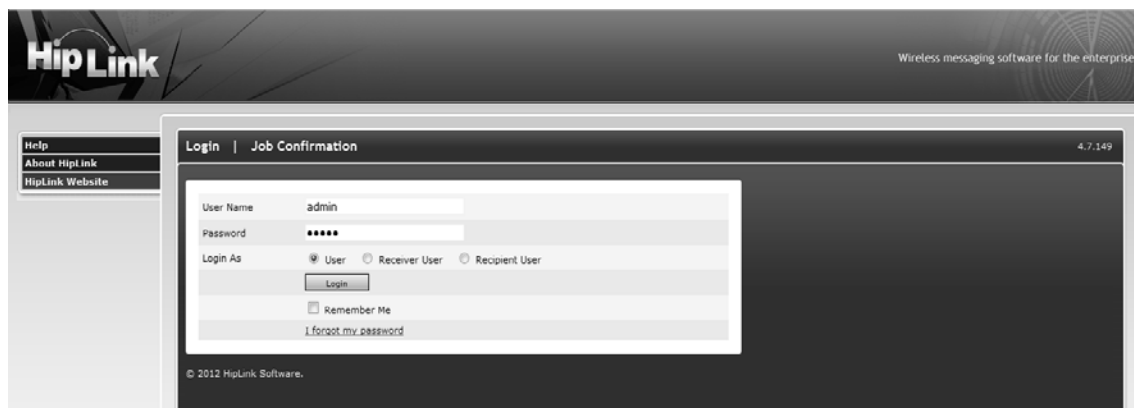 HipLink
Wireless messaging software for the enterprise
Help
About HipLink
HipLink Website
Login | Job Confirmation
4.7.149
User Name admin
Password •••••
Login As User Receiver User Recipient User
Login
Remember Me
I forgot my password
© 2012 HipLink Software.